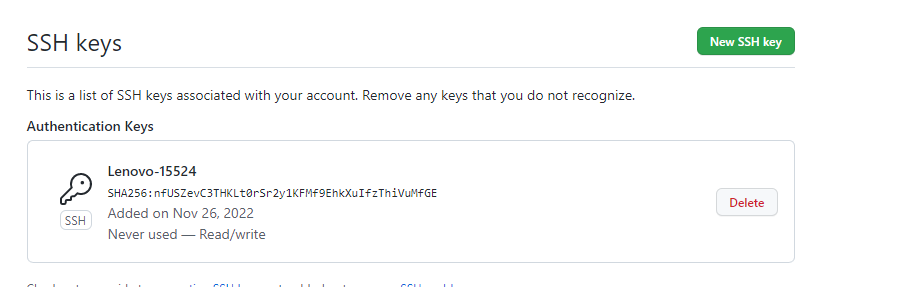 SSH keys
New SSH key
This is a list of SSH keys associated with your account. Remove any keys that you do not recognize.
Authentication Keys
Lenovo-15524
SHA256:nfUSZevC3THKLt0rSr2y1KFMf9EhkXuIfzThiVuMfGE
SSH
Added on Nov 26, 2022
Delete
Never used — Read/write